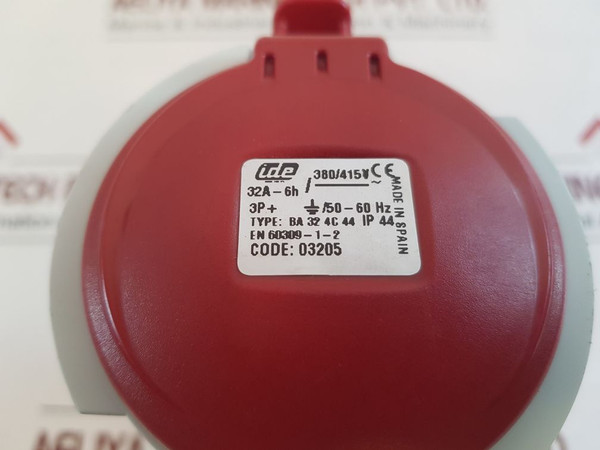 ide
380/415V CE
32A-6h / ~
3P+ ⏚ /50-60 Hz
TYPE: BA 32 4C 44 IP 44
EN 60309-1-2
CODE: 03205
MADE IN SPAIN